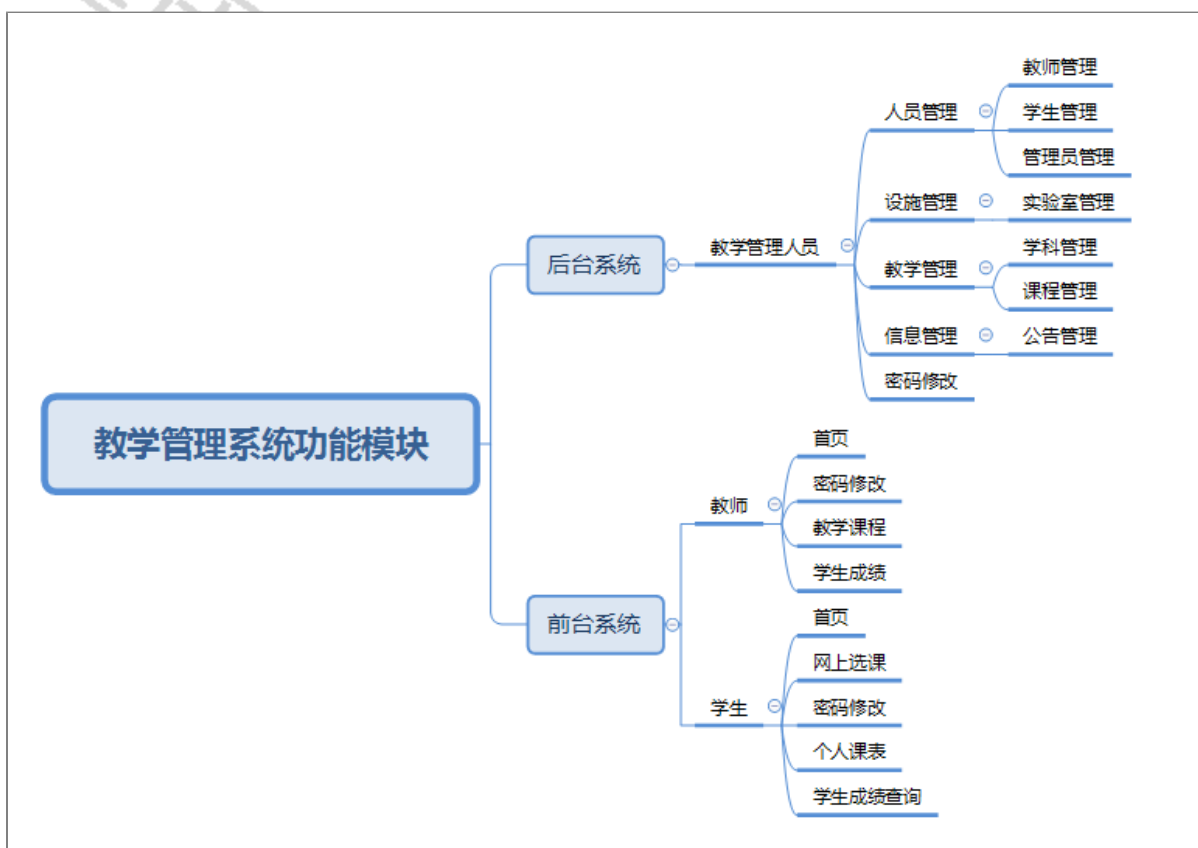 教学管理系统功能模块
后台系统
教学管理人员
人员管理
教师管理
学生管理
管理员管理
设施管理
实验室管理
教学管理
学科管理
课程管理
信息管理
公告管理
密码修改
前台系统
教师
首页
密码修改
教学课程
学生成绩
学生
首页
网上选课
密码修改
个人课表
学生成绩查询